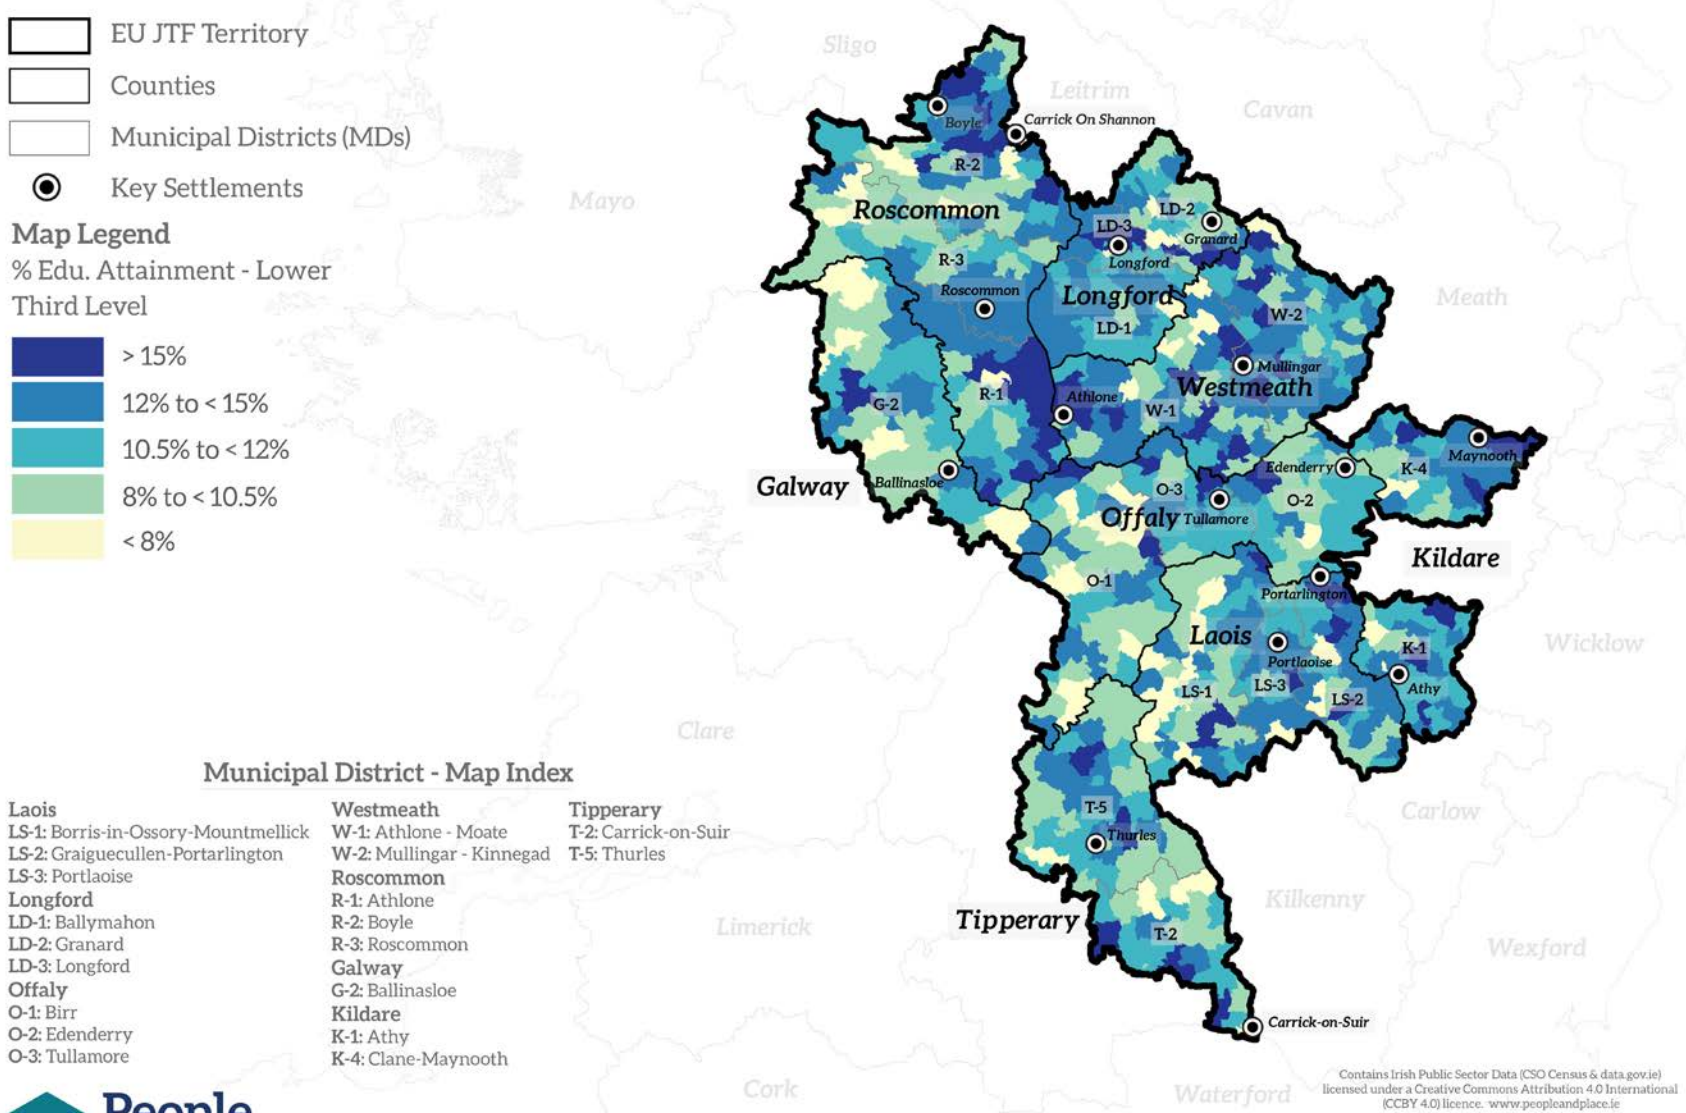 EU JTF Territory
Counties
Municipal Districts (MDs)
Key Settlements
Map Legend
% Edu. Attainment - Lower
Third Level
> 15%
12% to < 15%
10.5% to < 12%
8% to < 10.5%
< 8%
Sligo
Leitrim
Cavan
Mayo
Meath
Clare
Wicklow
Carlow
Limerick
Kilkenny
Wexford
Cork
Waterford
Boyle
Carrick On Shannon
R-2
Roscommon
LD-2
LD-3
Granard
Longford
R-3
Roscommon
Longford
LD-1
W-2
Mullingar
Westmeath
G-2
R-1
Athlone
W-1
Maynooth
K-4
Edenderry
Galway
Ballinasloe
O-3
O-2
Offaly
Tullamore
Kildare
O-1
Portarlington
Laois
Portlaoise
K-1
Athy
LS-1
LS-3
LS-2
T-5
Thurles
Tipperary
T-2
Carrick-on-Suir
Municipal District - Map Index
Laois
LS-1: Borris-in-Ossory-Mountmellick
LS-2: Graiguecullen-Portarlington
LS-3: Portlaoise
Longford
LD-1: Ballymahon
LD-2: Granard
LD-3: Longford
Offaly
O-1: Birr
O-2: Edenderry
O-3: Tullamore
Westmeath
W-1: Athlone - Moate
W-2: Mullingar - Kinnegad
Roscommon
R-1: Athlone
R-2: Boyle
R-3: Roscommon
Galway
G-2: Ballinasloe
Kildare
K-1: Athy
K-4: Clane-Maynooth
Tipperary
T-2: Carrick-on-Suir
T-5: Thurles
People
Contains Irish Public Sector Data (CSO Census & data.gov.ie)
licensed under a Creative Commons Attribution 4.0 International
(CCBY 4.0) licence. www.peopleandplace.ie